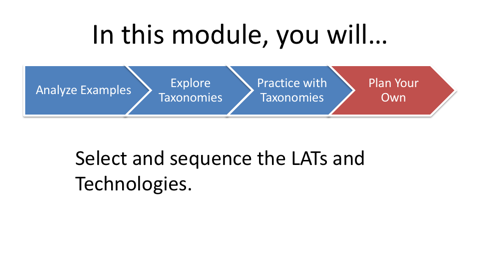 In this module, you will…
Analyze Examples
Explore
Taxonomies
Practice with
Taxonomies
Plan Your
Own
Select and sequence the LATs and
Technologies.